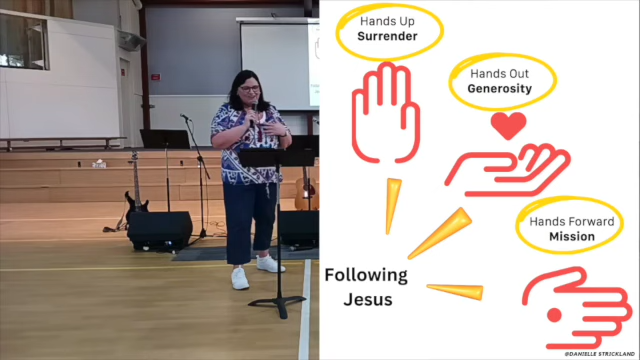 Hands Up
Surrender
Hands Out
Generosity
Hands Forward
Mission
Following
Jesus
@DANIELLE STRICKLAND